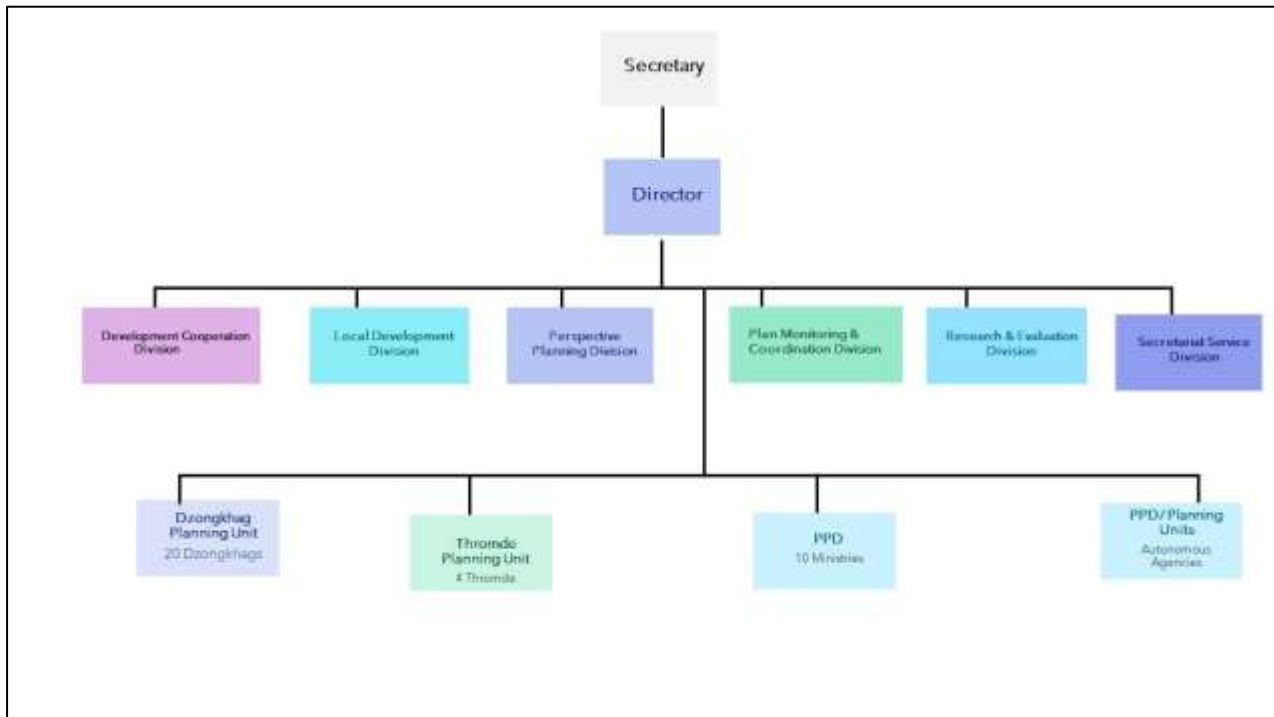 Secretary
Director
Development Cooperation
Division
Local Development
Division
Perspective
Planning Division
Plan Monitoring &
Coordination Division
Research & Evaluation
Division
Secretarial Service
Division
Dzongkhag
Planning Unit
20 Dzongkhags
Thromde
Planning Unit
4 Thromde
PPD
10 Ministries
PPD/Planning
Units
Autonomous
Agencies